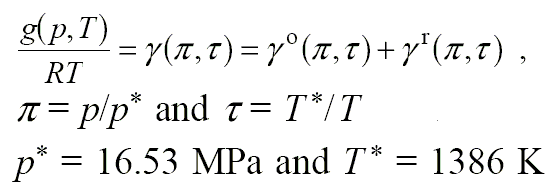 g(p,T)/RT = γ(π,τ) = γ°(π,τ) + γʳ(π,τ) ,
π = p/p* and τ = T*/T
p* = 16.53 MPa and T* = 1386 K